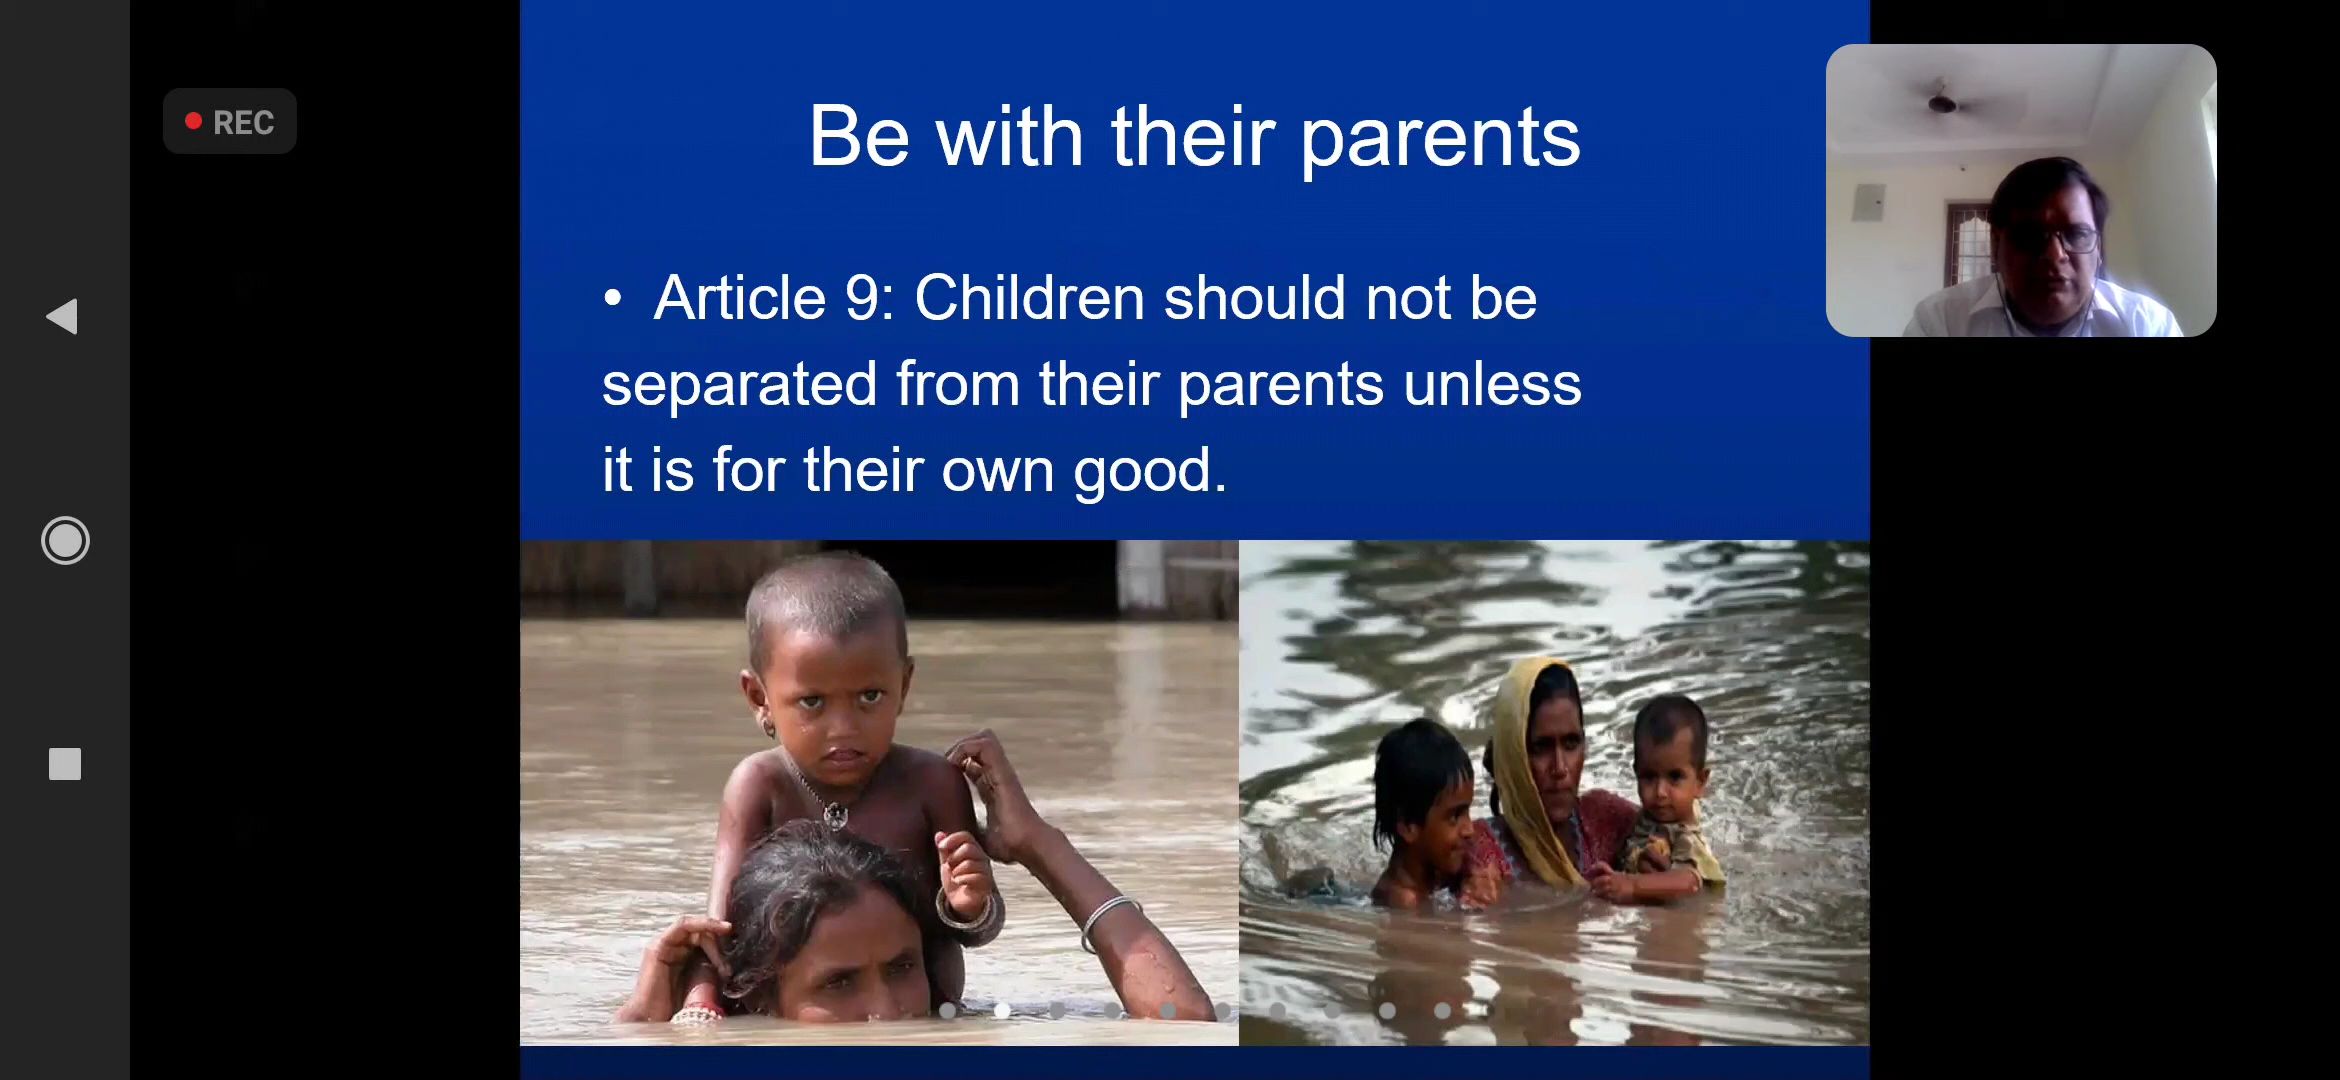 REC
Be with their parents
• Article 9: Children should not be
separated from their parents unless
it is for their own good.